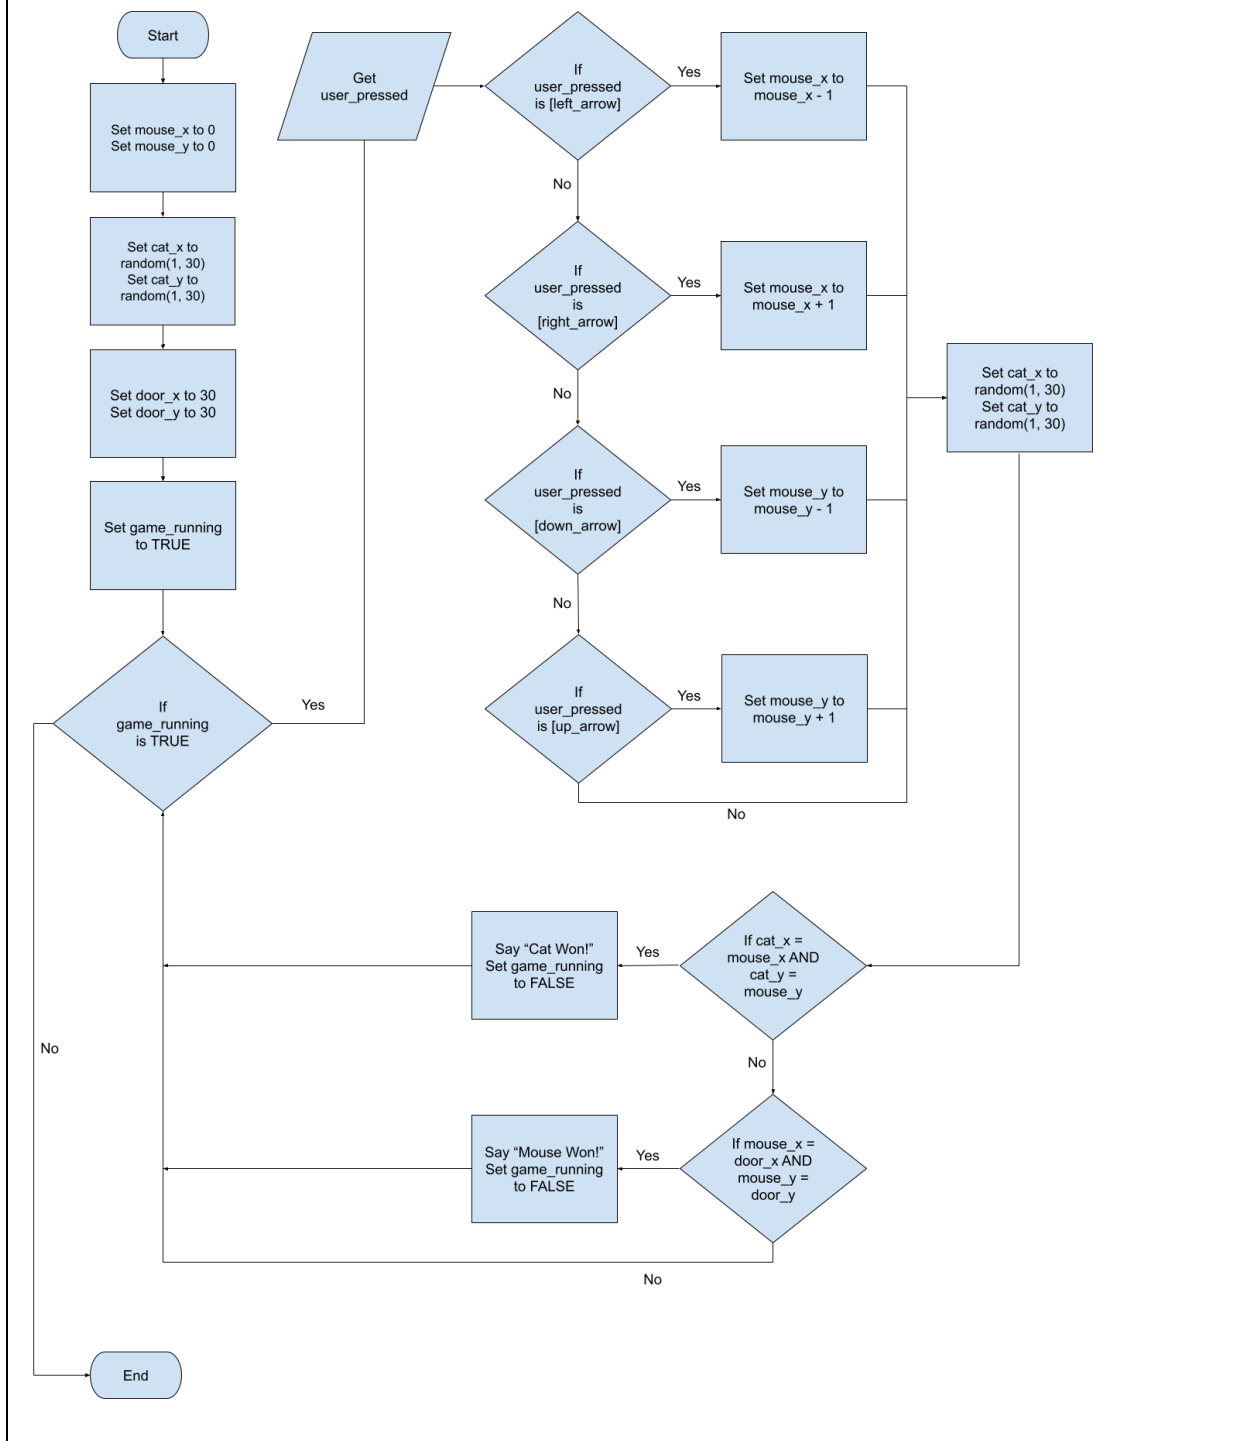 Start
Set mouse_x to 0
Set mouse_y to 0
Set cat_x to
random(1, 30)
Set cat_y to
random(1, 30)
Set door_x to 30
Set door_y to 30
Set game_running
to TRUE
If
game_running
is TRUE
Yes
No
Get
user_pressed
If
user_pressed
is [left_arrow]
Yes
Set mouse_x to
mouse_x - 1
No
If
user_pressed
is
[right_arrow]
Yes
Set mouse_x to
mouse_x + 1
No
If
user_pressed
is
[down_arrow]
Yes
Set mouse_y to
mouse_y - 1
No
If
user_pressed
is [up_arrow]
Yes
Set mouse_y to
mouse_y + 1
No
Set cat_x to
random(1, 30)
Set cat_y to
random(1, 30)
If cat_x =
mouse_x AND
cat_y =
mouse_y
Yes
Say “Cat Won!”
Set game_running
to FALSE
No
If mouse_x =
door_x AND
mouse_y =
door_y
Yes
Say “Mouse Won!”
Set game_running
to FALSE
No
End